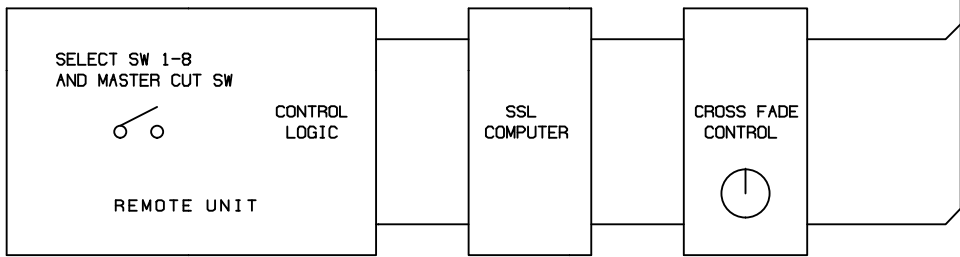 SELECT SW 1-8
AND MASTER CUT SW
CONTROL
LOGIC
REMOTE UNIT
SSL
COMPUTER
CROSS FADE
CONTROL